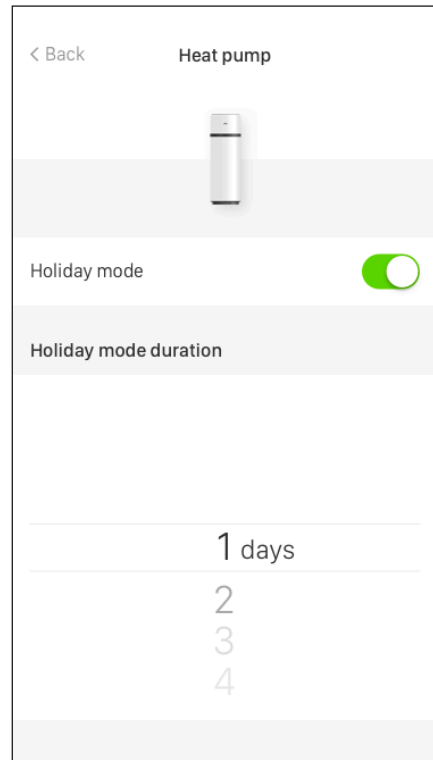 < Back Heat pump
Holiday mode
Holiday mode duration
1 days
2
3
4